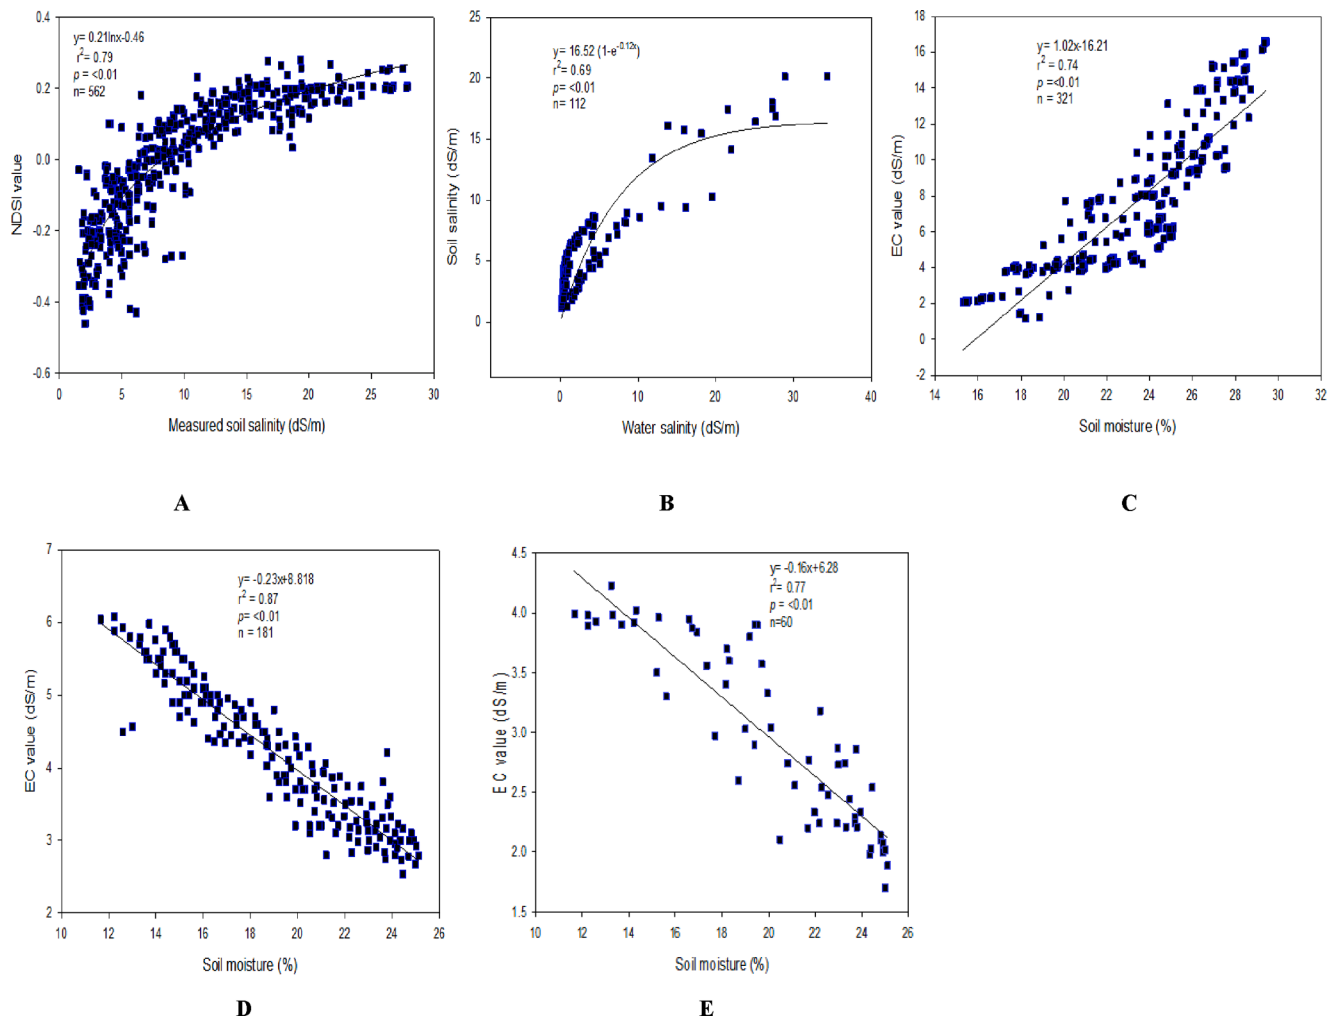 0.4
0.2
0.0
-0.2
-0.4
-0.6
NDSI value
y= 0.21lnx-0.46
r2= 0.79
p = <0.01
n= 562
0 5 10 15 20 25 30
Measured soil salinity (dS/m)
A
25
20
15
10
5
0
Soil salinity (dS/m)
y= 16.52 (1-e-0.12x)
r2= 0.69
p= <0.01
n= 112
0 10 20 30 40
Water salinity (dS/m)
B
18
16
14
12
10
8
6
4
2
0
-2
EC value (dS/m)
y= 1.02x-16.21
r2 = 0.74
p= <0.01
n = 321
14 16 18 20 22 24 26 28 30 32
Soil moisture (%)
C
7
6
5
4
3
2
EC value (dS/m)
y= -0.23x+8.818
r2 = 0.87
p= <0.01
n = 181
10 12 14 16 18 20 22 24 26
Soil moisture (%)
D
4.5
4.0
3.5
3.0
2.5
2.0
1.5
EC value (dS/m)
y= -0.16x+6.28
r2= 0.77
p = <0.01
n=60
10 12 14 16 18 20 22 24 26
Soil moisture (%)
E